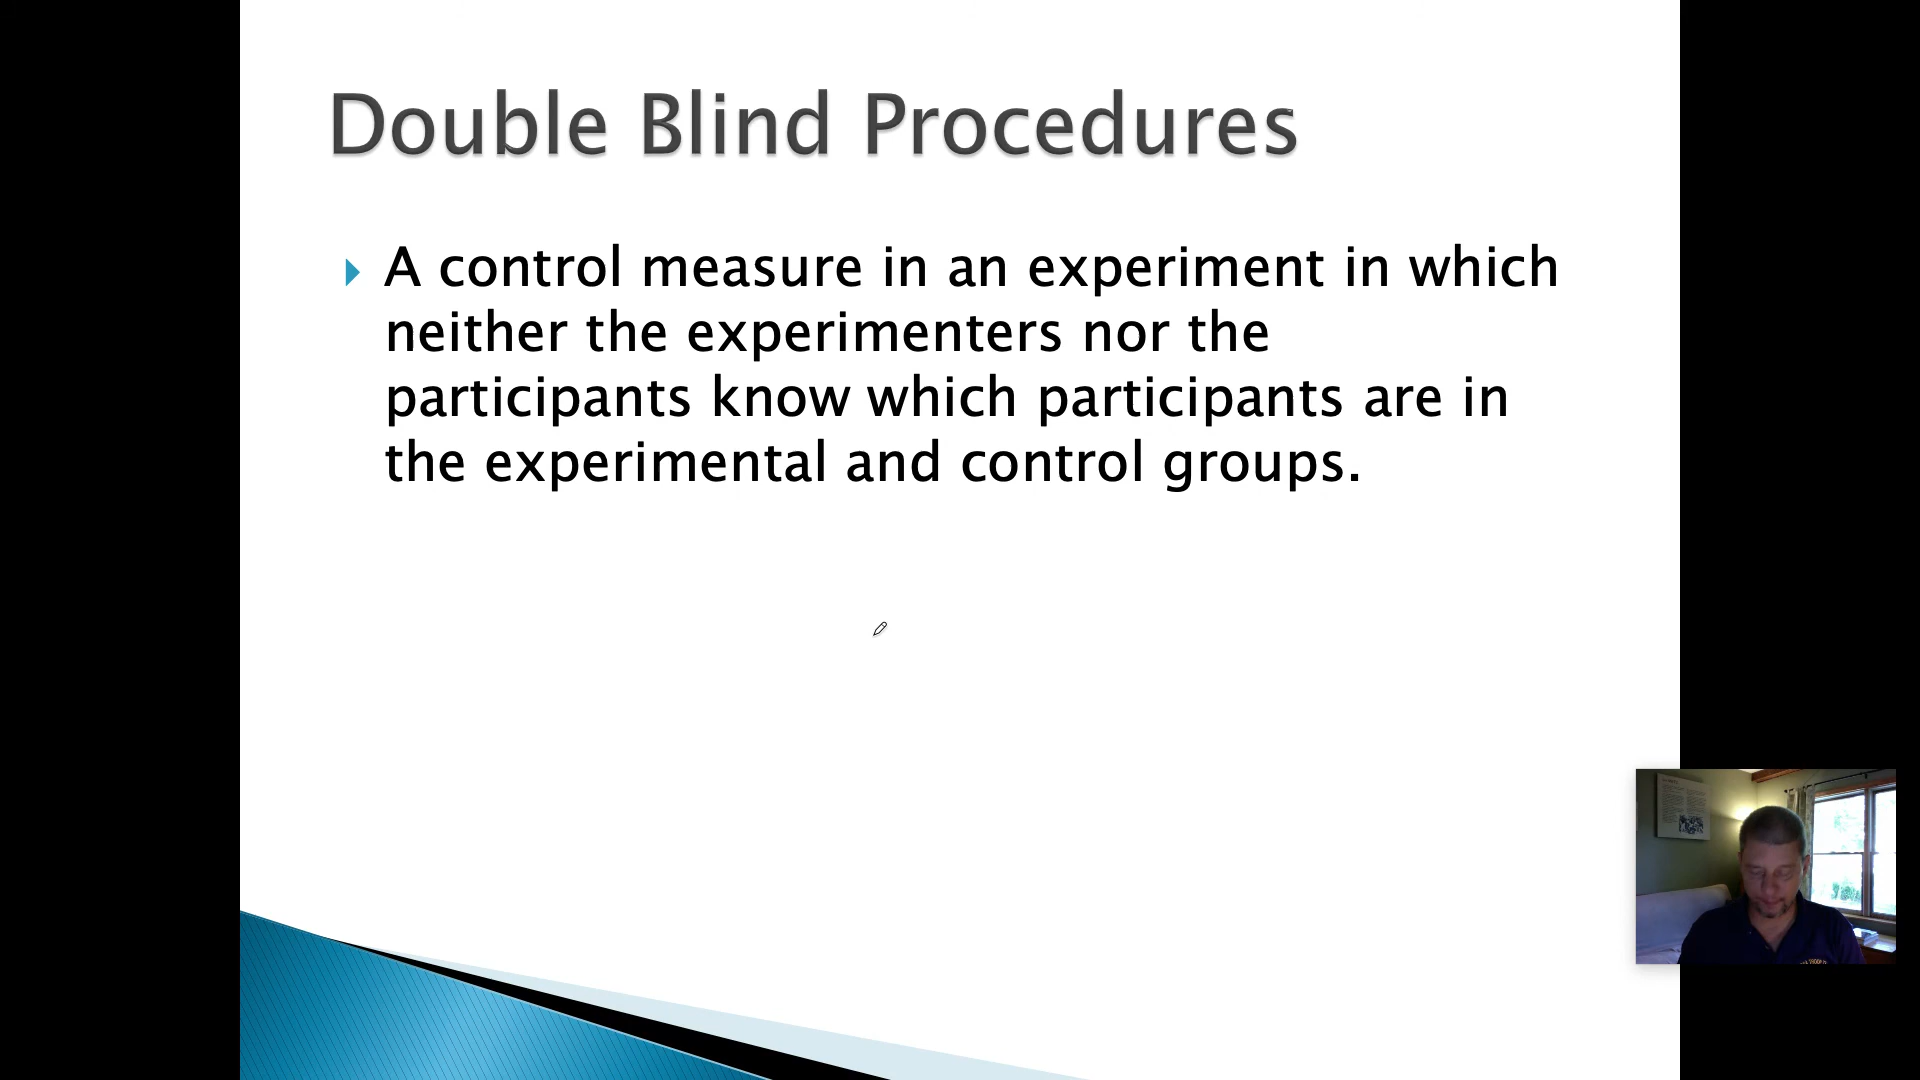 Double Blind Procedures
A control measure in an experiment in which
neither the experimenters nor the
participants know which participants are in
the experimental and control groups.